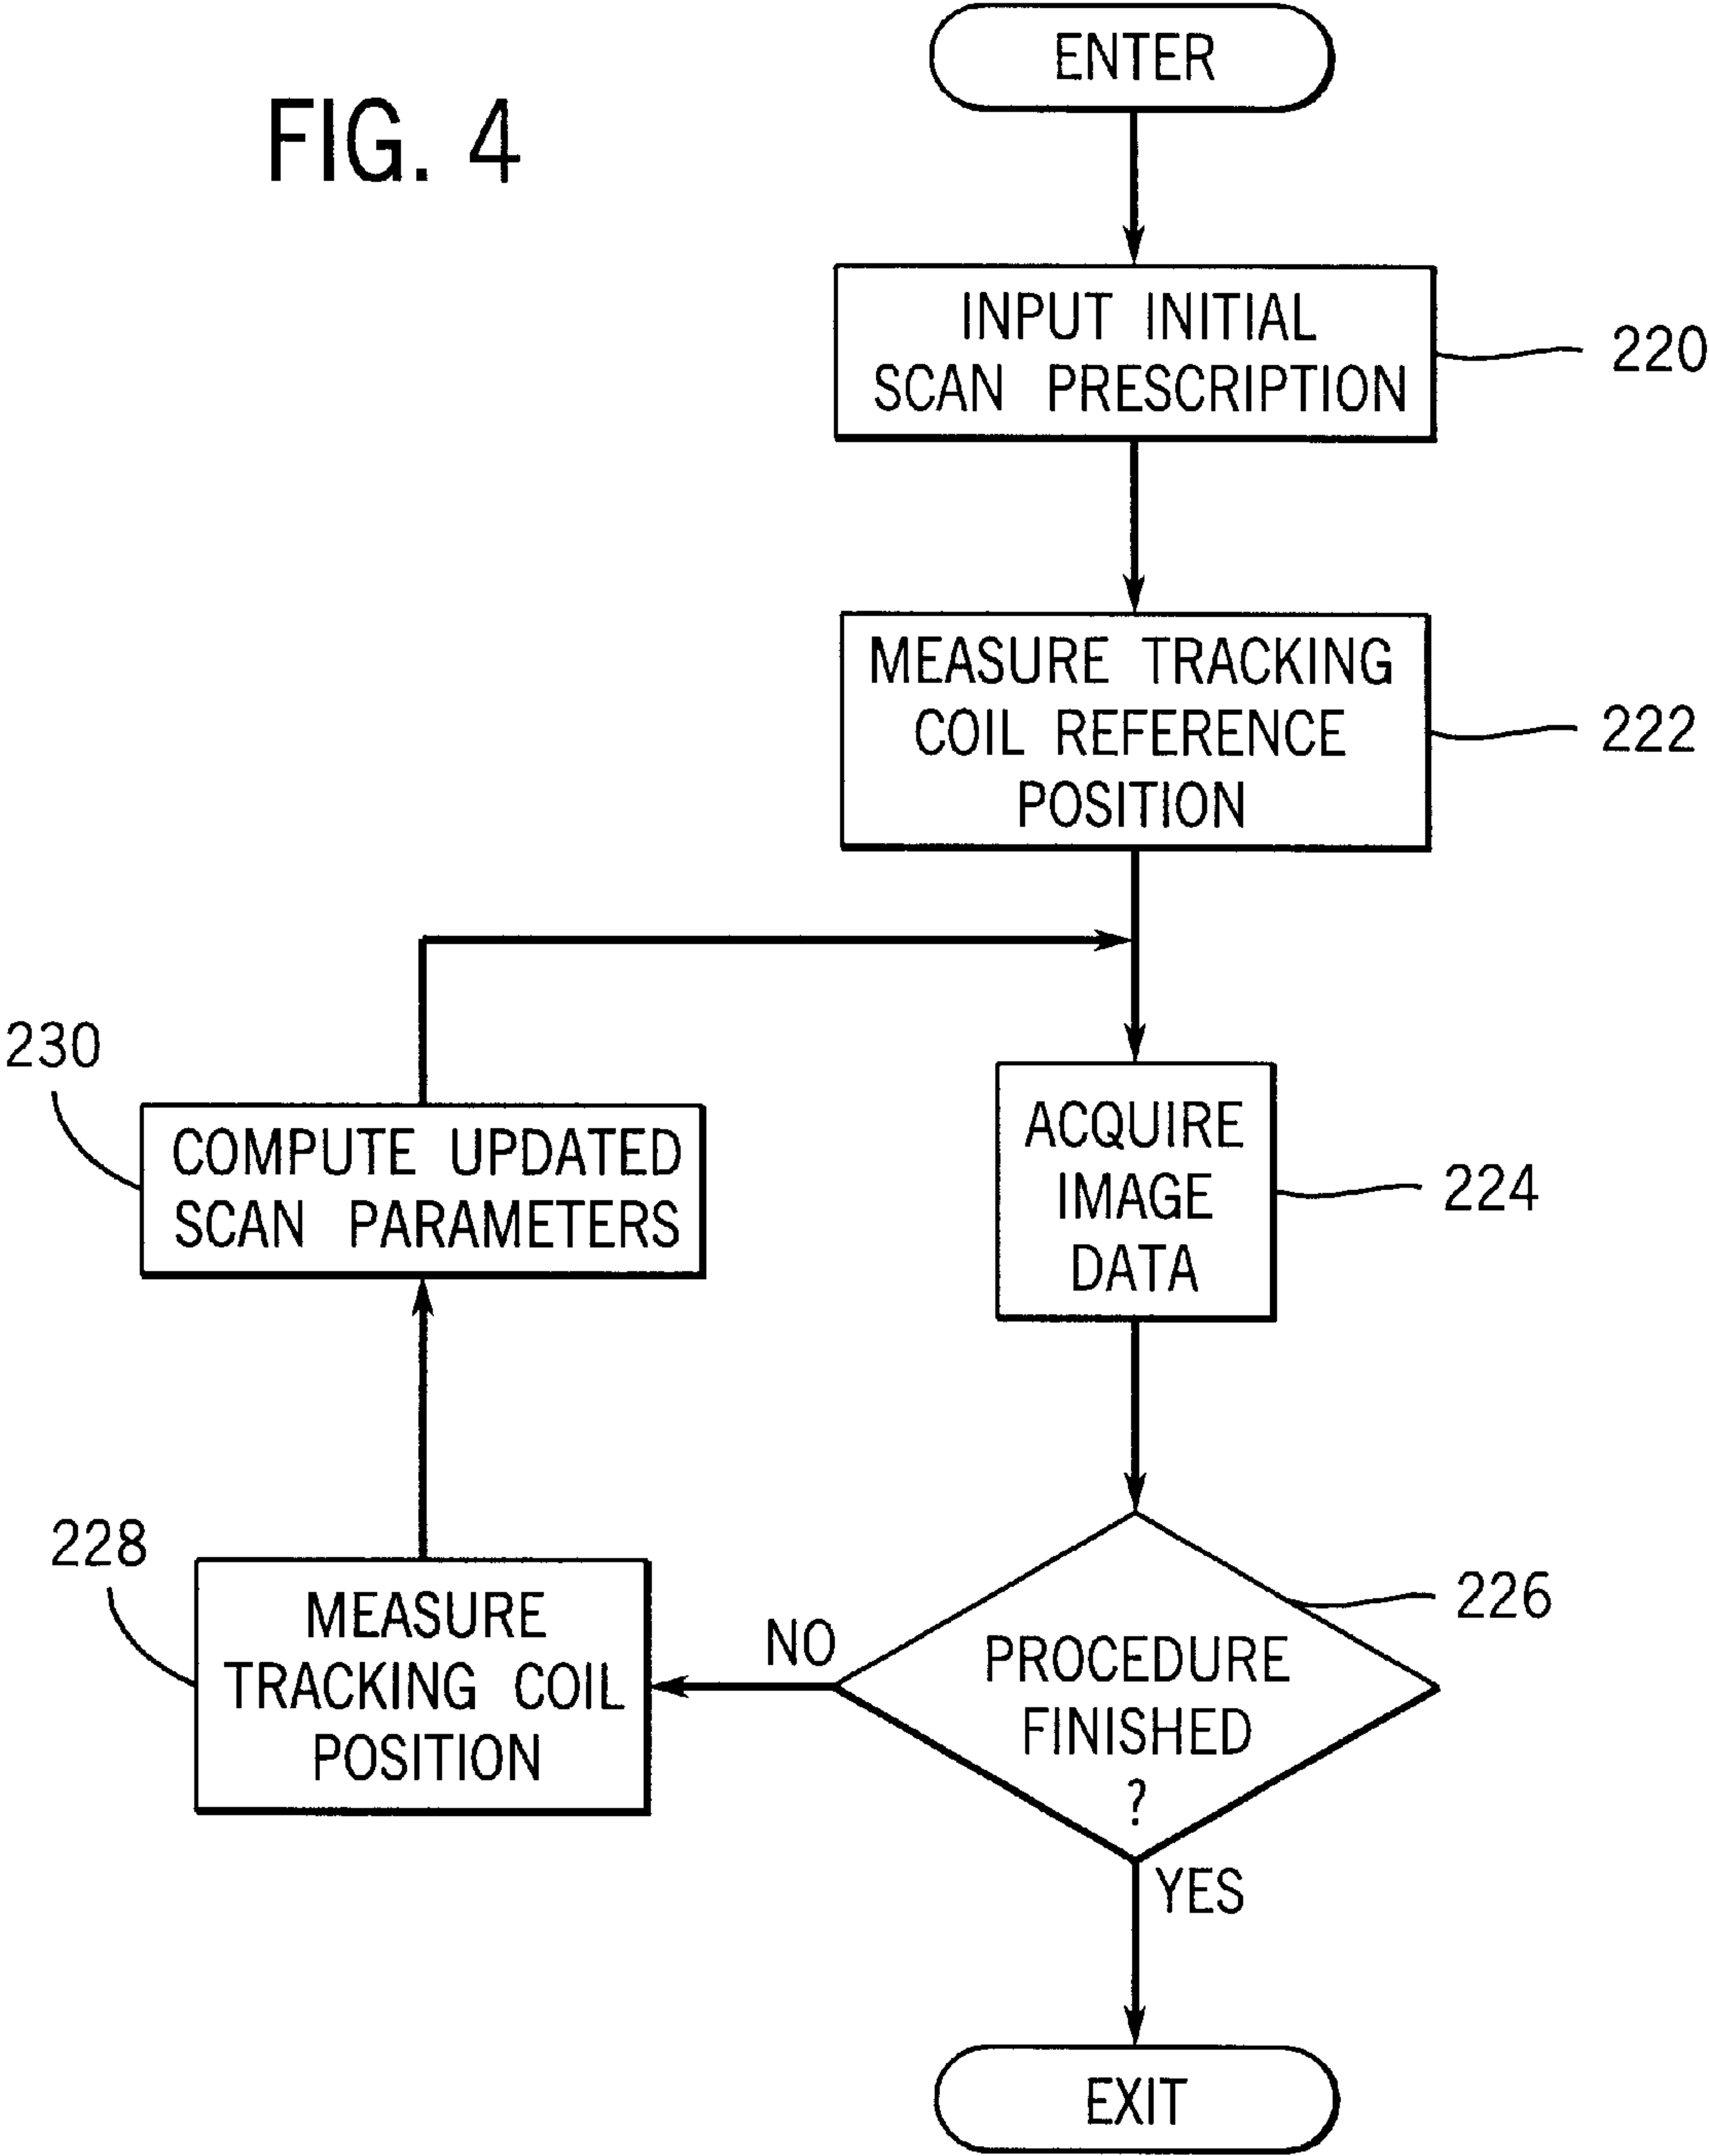 FIG. 4
ENTER
INPUT INITIAL
SCAN PRESCRIPTION
220
MEASURE TRACKING
COIL REFERENCE
POSITION
222
230
COMPUTE UPDATED
SCAN PARAMETERS
ACQUIRE
IMAGE
DATA
224
228
MEASURE
TRACKING COIL
POSITION
NO
226
PROCEDURE
FINISHED
?
YES
EXIT